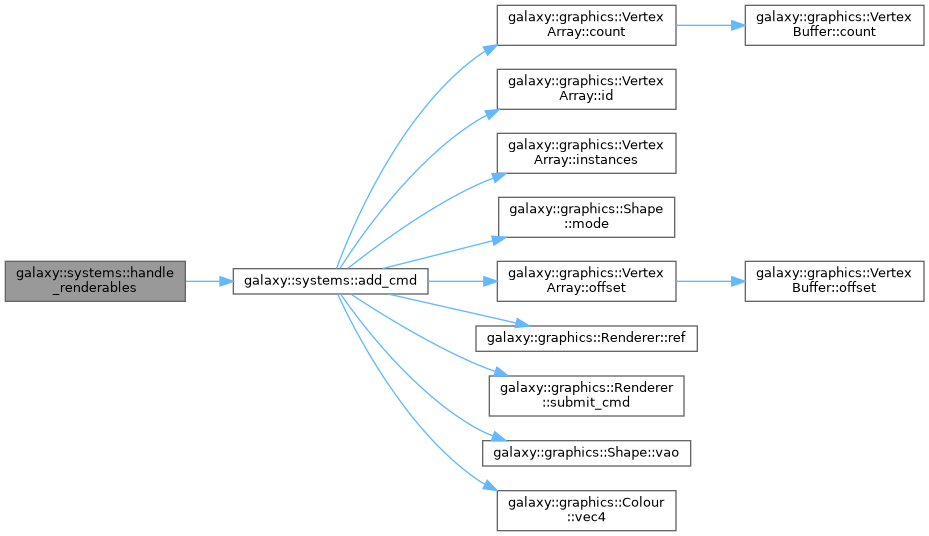 galaxy::graphics::Vertex
Array::count
galaxy::graphics::Vertex
Buffer::count
galaxy::graphics::Vertex
Array::id
galaxy::graphics::Vertex
Array::instances
galaxy::graphics::Shape
::mode
galaxy::systems::handle
_renderables
galaxy::systems::add_cmd
galaxy::graphics::Vertex
Array::offset
galaxy::graphics::Vertex
Buffer::offset
galaxy::graphics::Renderer::ref
galaxy::graphics::Renderer
::submit_cmd
galaxy::graphics::Shape::vao
galaxy::graphics::Colour
::vec4